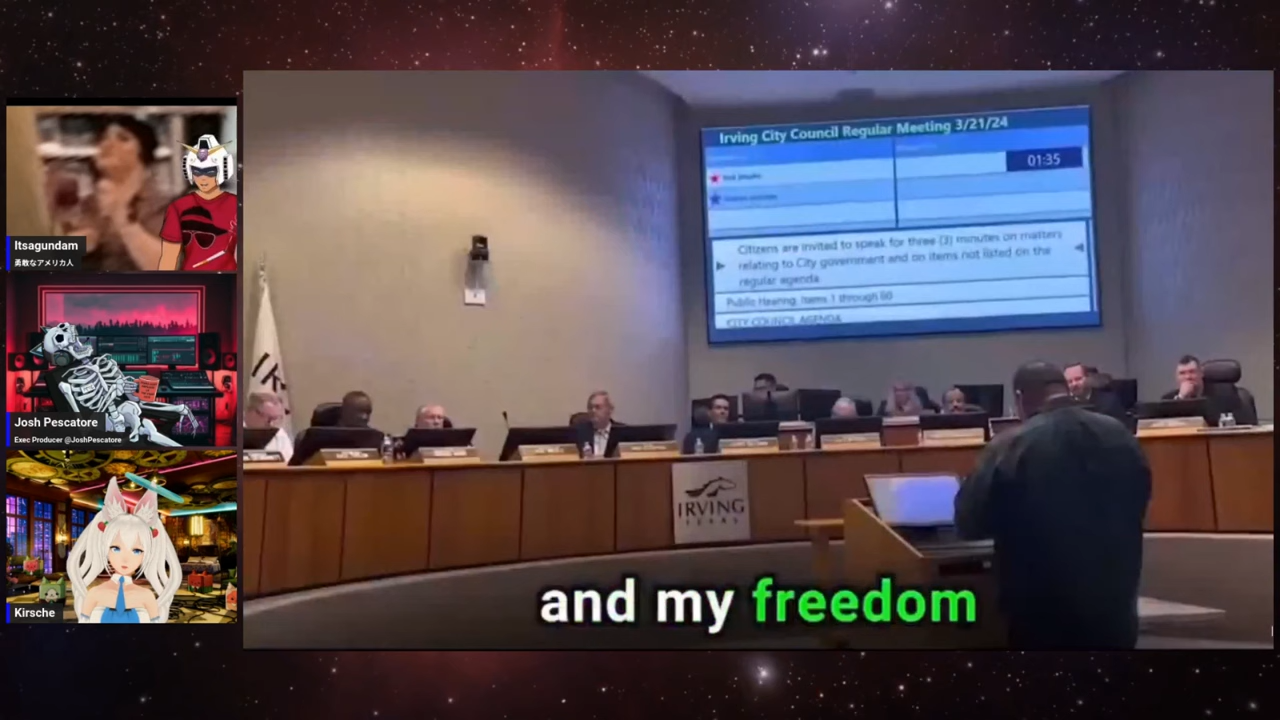 Itsagundam
勇敢なアメリカ人
Josh Pescatore
Exec Producer @JoshPescatore
Kirsche
Irving City Council Regular Meeting 3/21/24
01:35
Citizens are invited to speak for three (3) minutes on matters
relating to City government and on items not listed on the
regular agenda
Public Hearing, Items 1 through 60
CITY COUNCIL AGENDA
IRVING
TEXAS
and my freedom